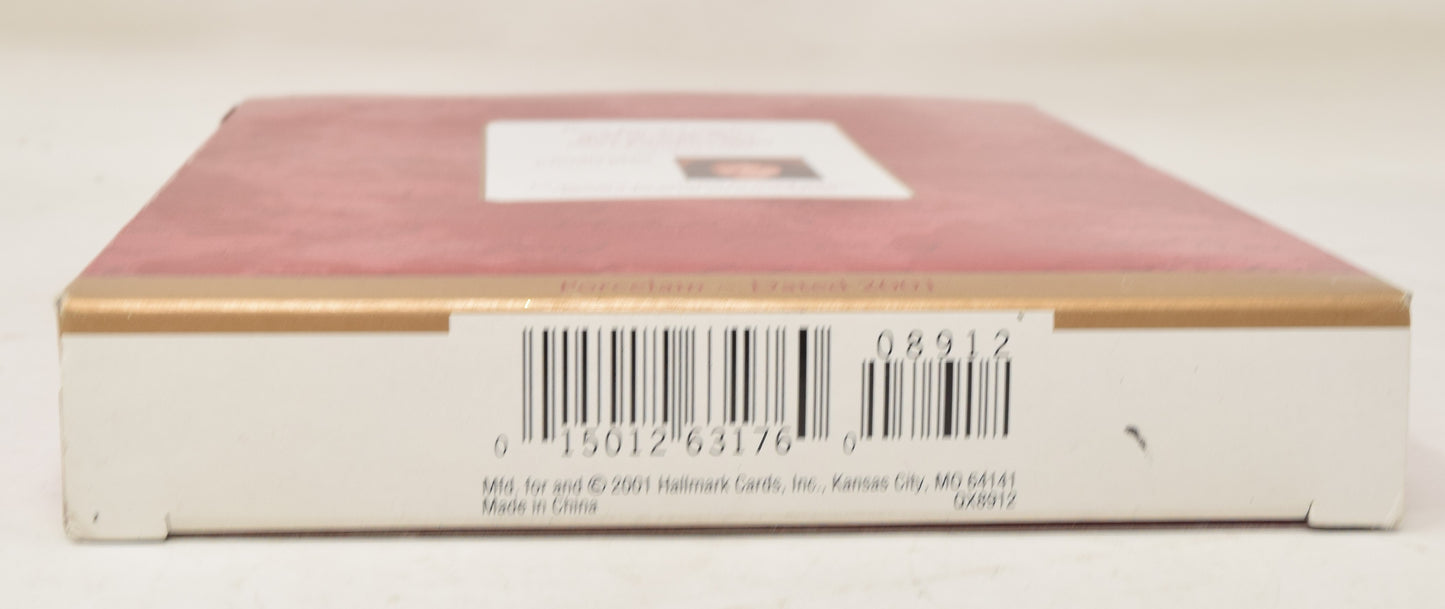 Porcelain – Dated 2001
08912
0 15012 63176 0
Mfd. for and © 2001 Hallmark Cards, Inc., Kansas City, MO 64141
Made in China QX8912